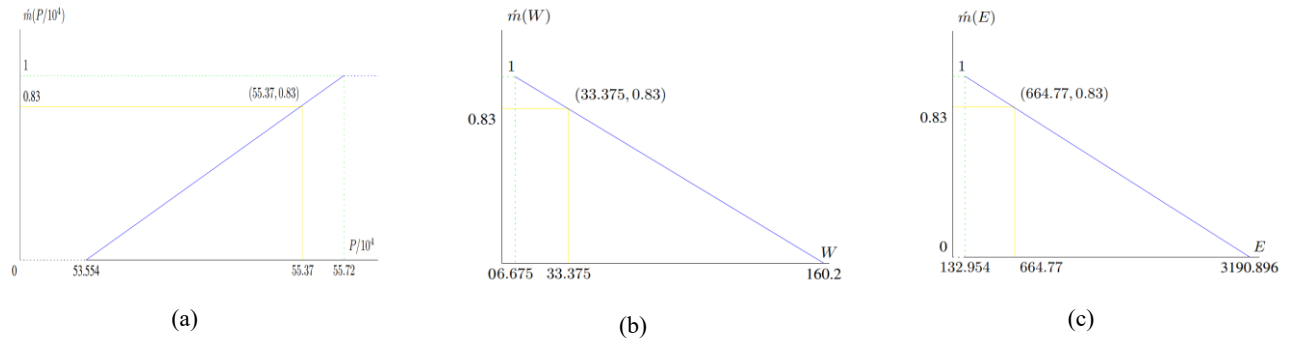 ḿ(P/10⁴)
1
0.83
(55.37, 0.83)
P/10⁴
0
53.554
55.37
55.72
(a)
ḿ(W)
1
(33.375, 0.83)
0.83
W
06.675
33.375
160.2
(b)
ḿ(E)
1
(664.77, 0.83)
0.83
0
E
132.954
664.77
3190.896
(c)